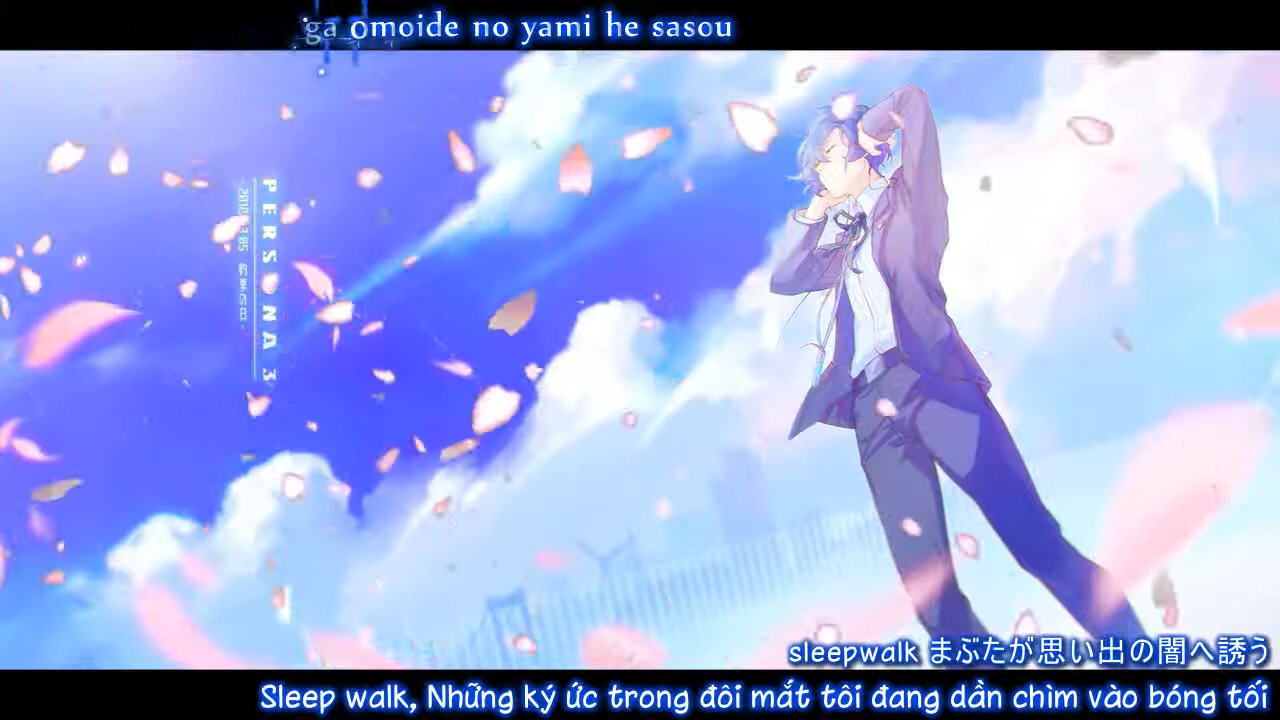 ga omoide no yami he sasou
PERSONA 3
sleepwalk まぶたが思い出の闇へ誘う
Sleep walk, Những ký ức trong đôi mắt tôi đang dần chìm vào bóng tối